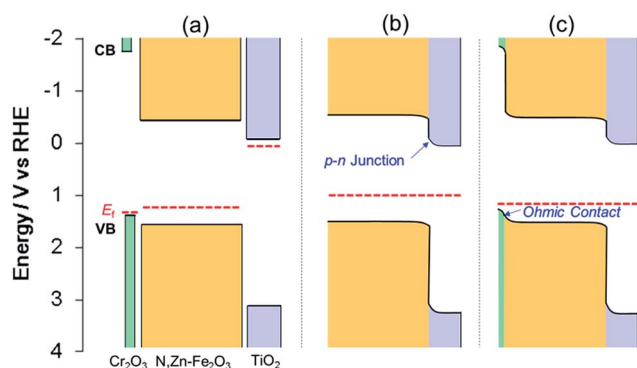 (a)
(b)
(c)
Energy / V vs RHE
-2
-1
0
1
2
3
4
CB
E_f
VB
p-n Junction
Ohmic Contact
Cr₂O₃
N,Zn-Fe₂O₃
TiO₂